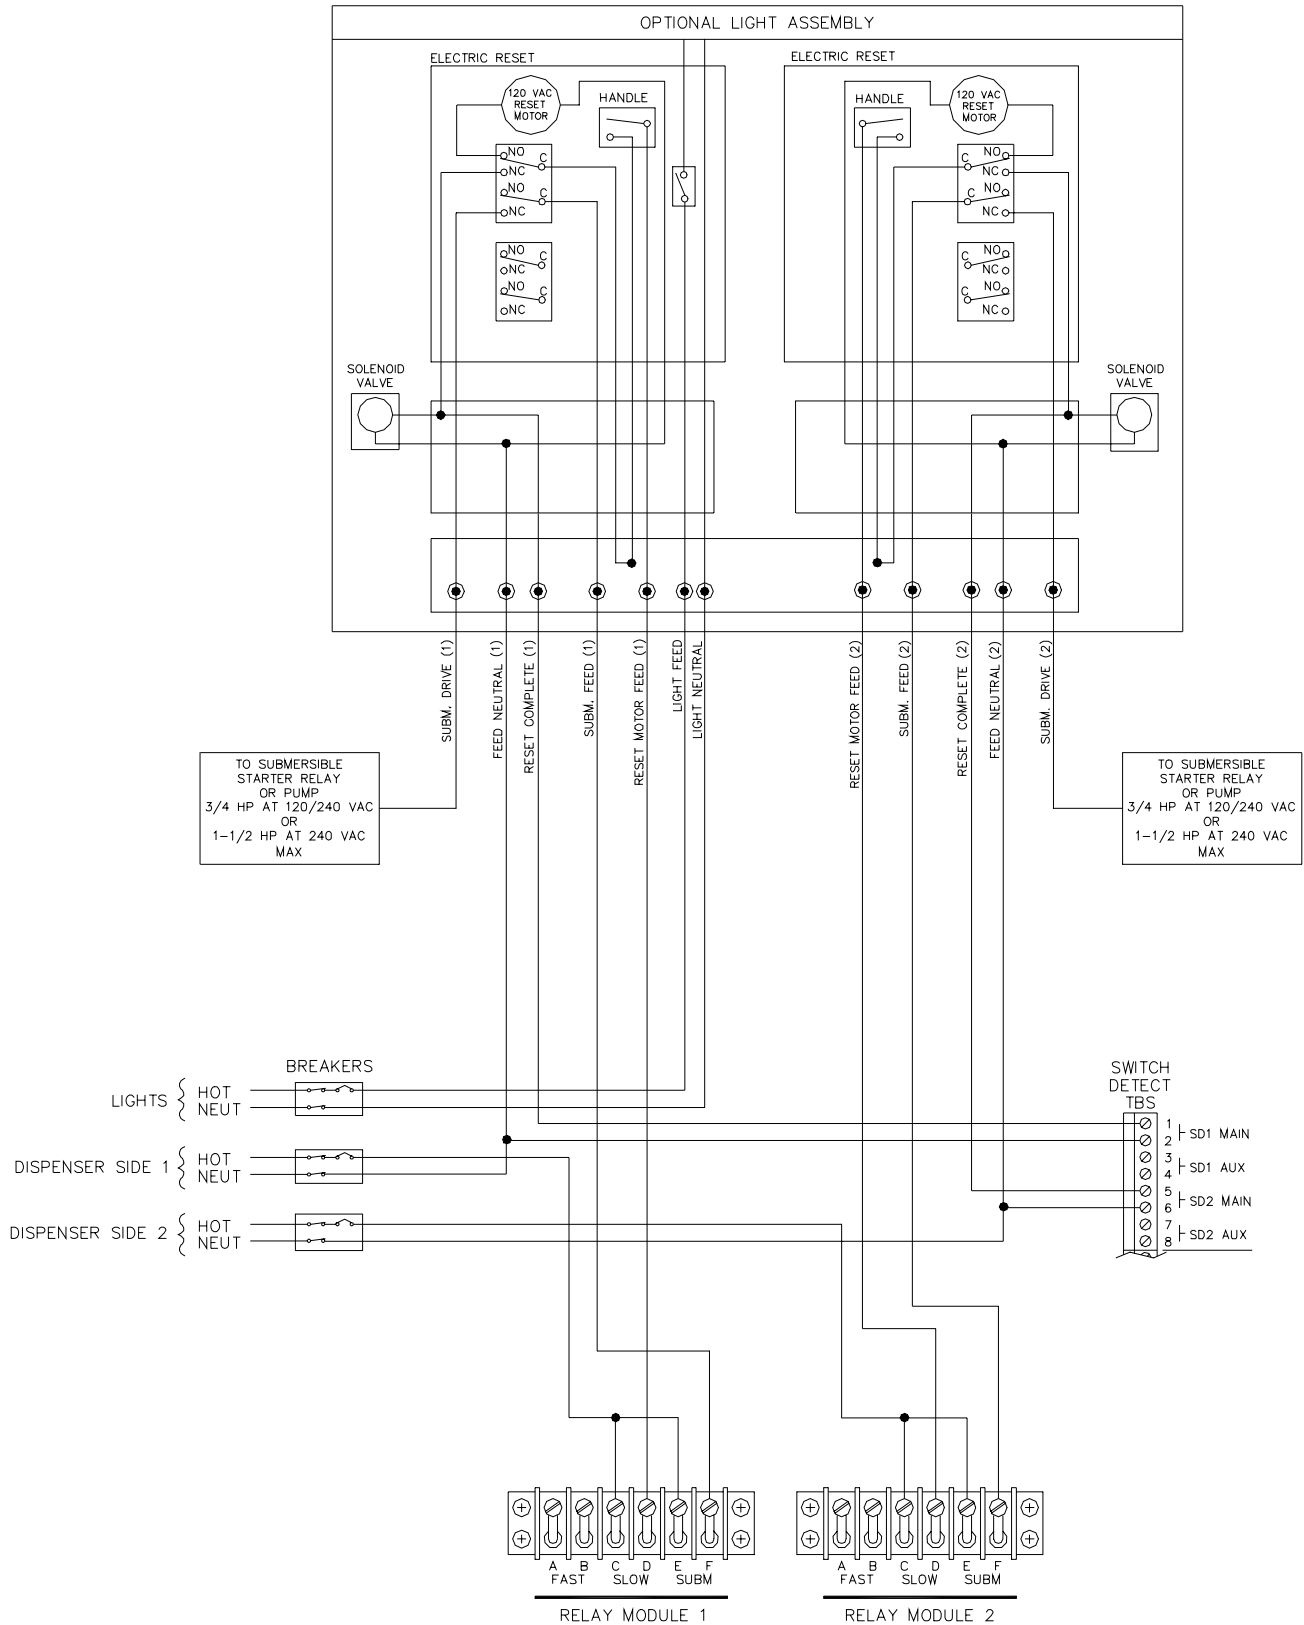 OPTIONAL LIGHT ASSEMBLY
ELECTRIC RESET
ELECTRIC RESET
120 VAC
RESET
MOTOR
HANDLE
HANDLE
120 VAC
RESET
MOTOR
NO
C
NC
NO
C
NC
NO
C
NC
NO
C
NC
NO
C
NC
NO
C
NC
NO
C
NC
NO
C
NC
SOLENOID
VALVE
SOLENOID
VALVE
SUBM. DRIVE (1)
FEED NEUTRAL (1)
RESET COMPLETE (1)
SUBM. FEED (1)
RESET MOTOR FEED (1)
LIGHT FEED
LIGHT NEUTRAL
RESET MOTOR FEED (2)
SUBM. FEED (2)
RESET COMPLETE (2)
FEED NEUTRAL (2)
SUBM. DRIVE (2)
TO SUBMERSIBLE
STARTER RELAY
OR PUMP
3/4 HP AT 120/240 VAC
OR
1-1/2 HP AT 240 VAC
MAX
TO SUBMERSIBLE
STARTER RELAY
OR PUMP
3/4 HP AT 120/240 VAC
OR
1-1/2 HP AT 240 VAC
MAX
BREAKERS
LIGHTS
HOT
NEUT
DISPENSER SIDE 1
HOT
NEUT
DISPENSER SIDE 2
HOT
NEUT
SWITCH
DETECT
TBS
1
2
SD1 MAIN
3
4
SD1 AUX
5
6
SD2 MAIN
7
8
SD2 AUX
A B C D E F
FAST SLOW SUBM
RELAY MODULE 1
A B C D E F
FAST SLOW SUBM
RELAY MODULE 2